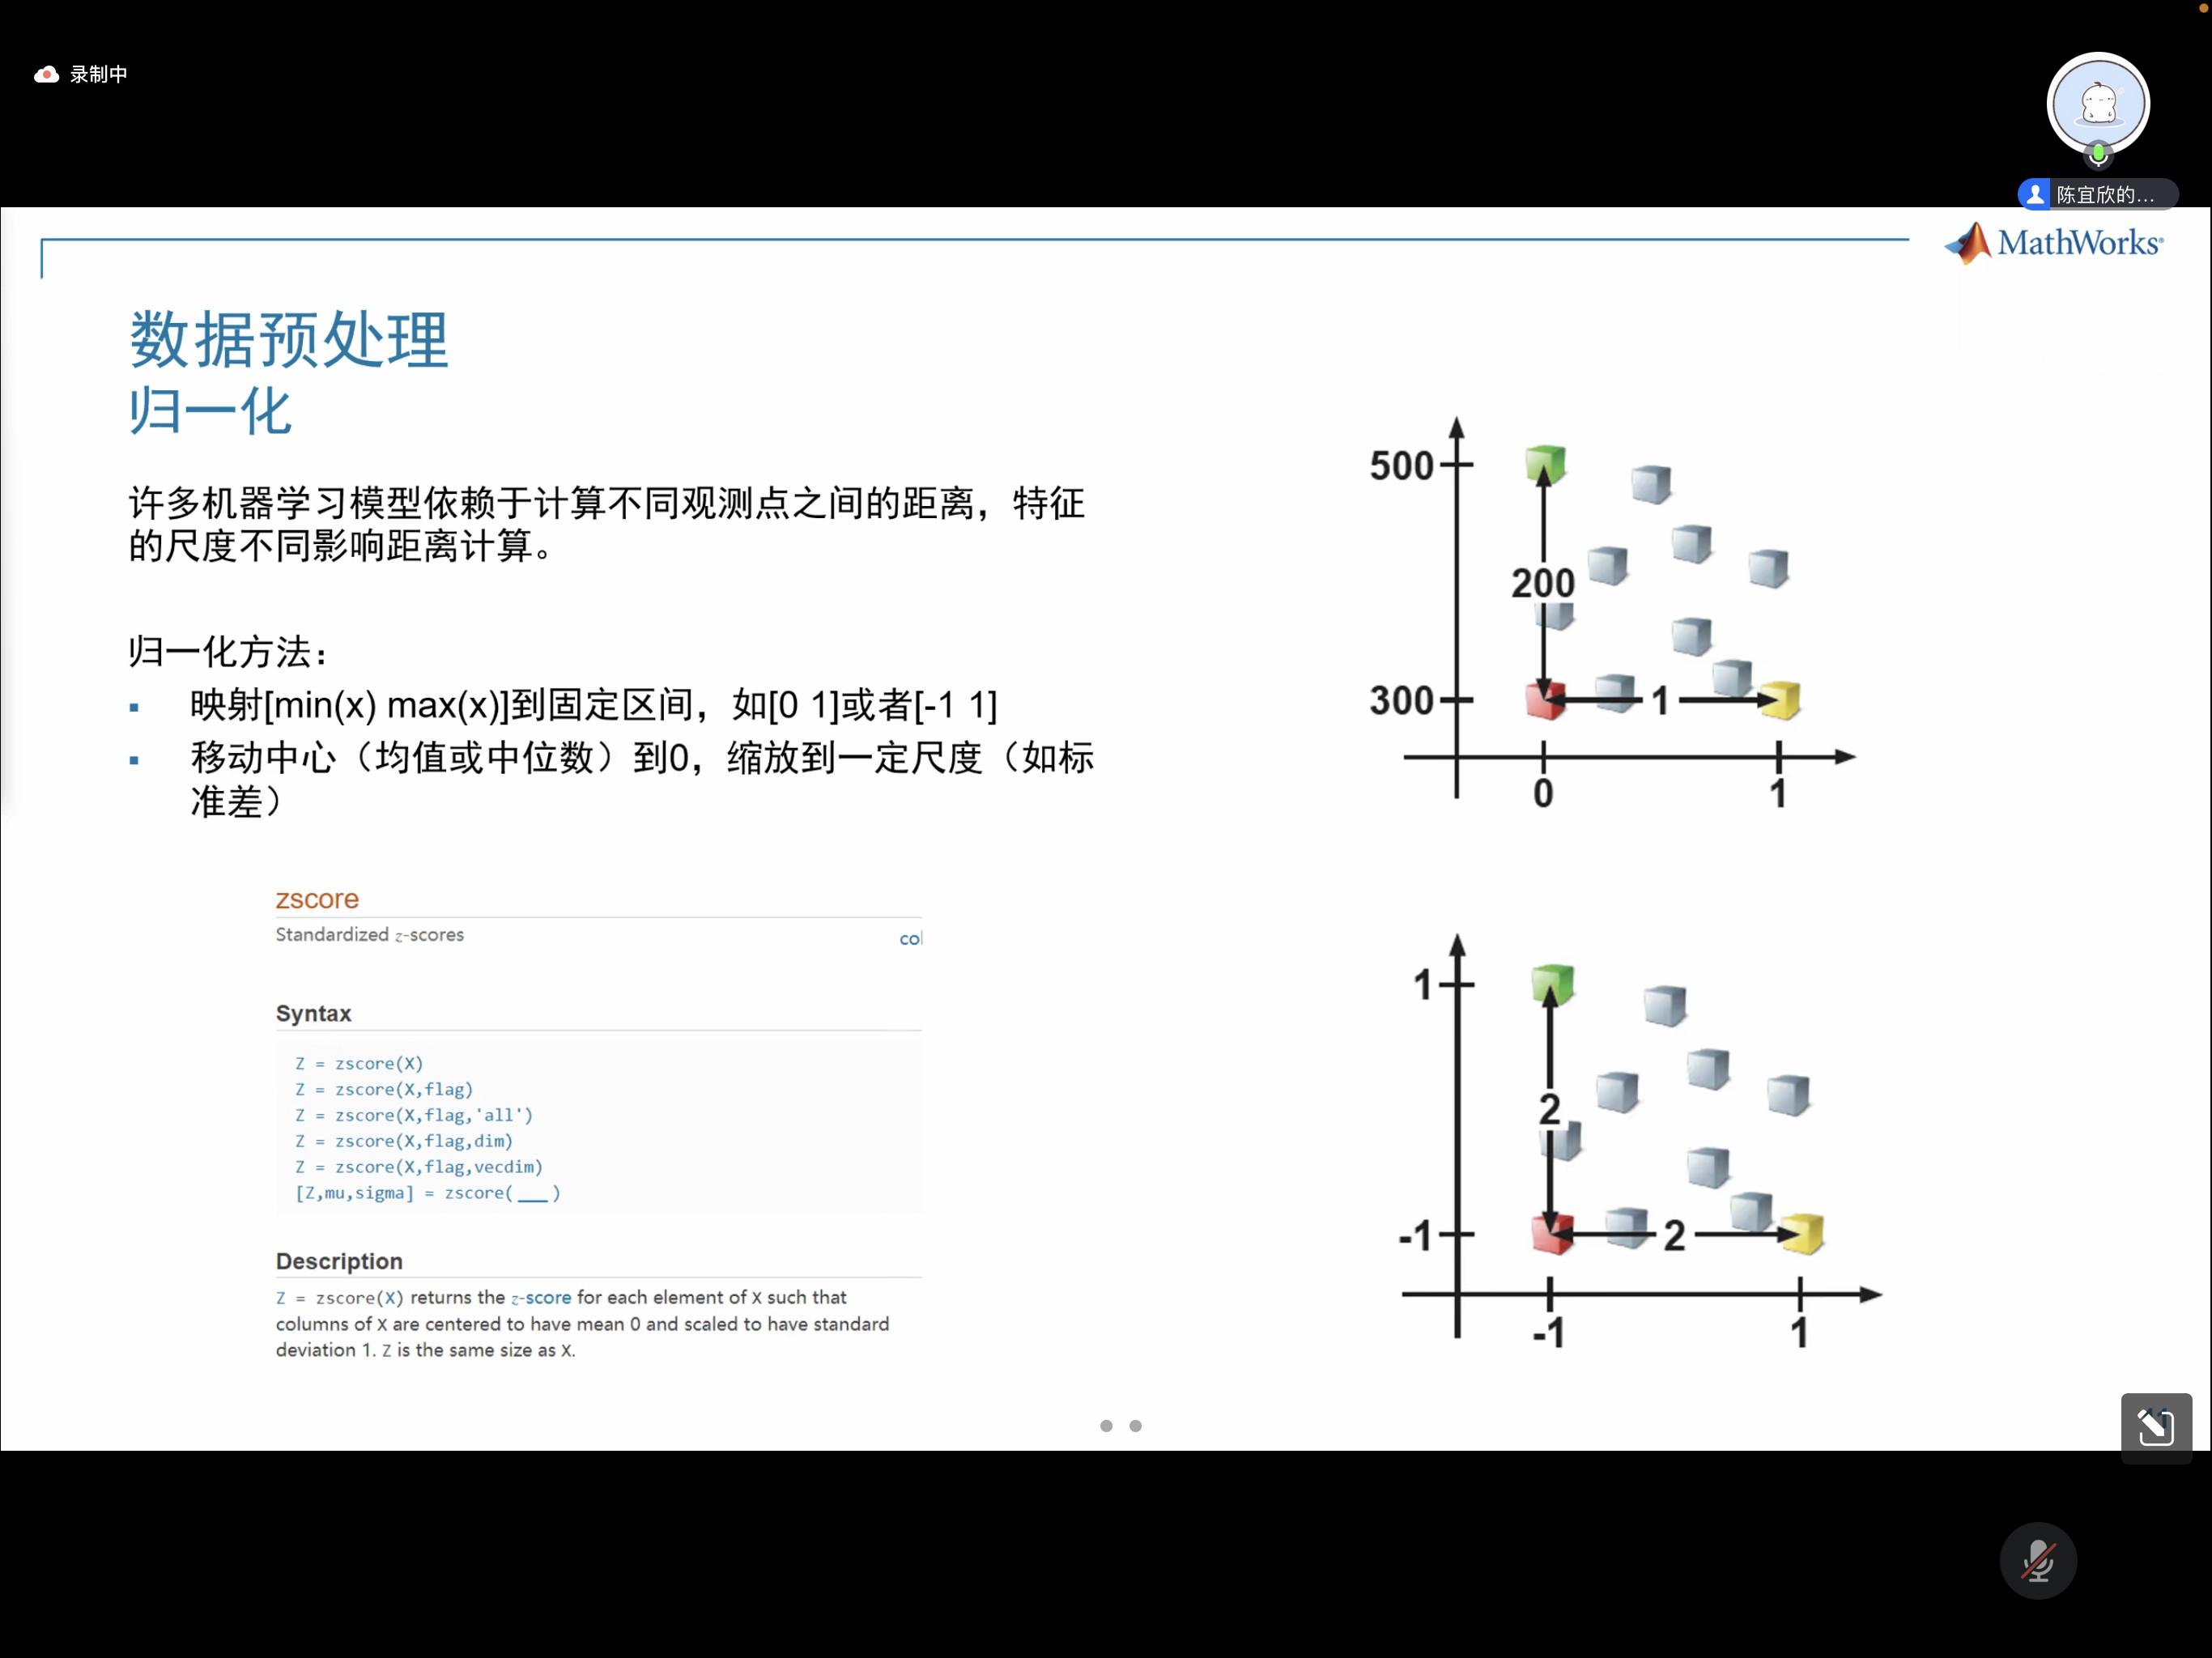 录制中
陈宜欣的...
MathWorks®
数据预处理
归一化
许多机器学习模型依赖于计算不同观测点之间的距离，特征
的尺度不同影响距离计算。
归一化方法：
▪ 映射[min(x) max(x)]到固定区间，如[0 1]或者[-1 1]
▪ 移动中心（均值或中位数）到0，缩放到一定尺度（如标
准差）
zscore
Standardized z-scores
col
Syntax
Z = zscore(X)
Z = zscore(X,flag)
Z = zscore(X,flag,'all')
Z = zscore(X,flag,dim)
Z = zscore(X,flag,vecdim)
[Z,mu,sigma] = zscore(___)
Description
Z = zscore(X) returns the z-score for each element of X such that
columns of X are centered to have mean 0 and scaled to have standard
deviation 1. Z is the same size as X.
500
200
300
1
0
1
1
2
-1
2
-1
1